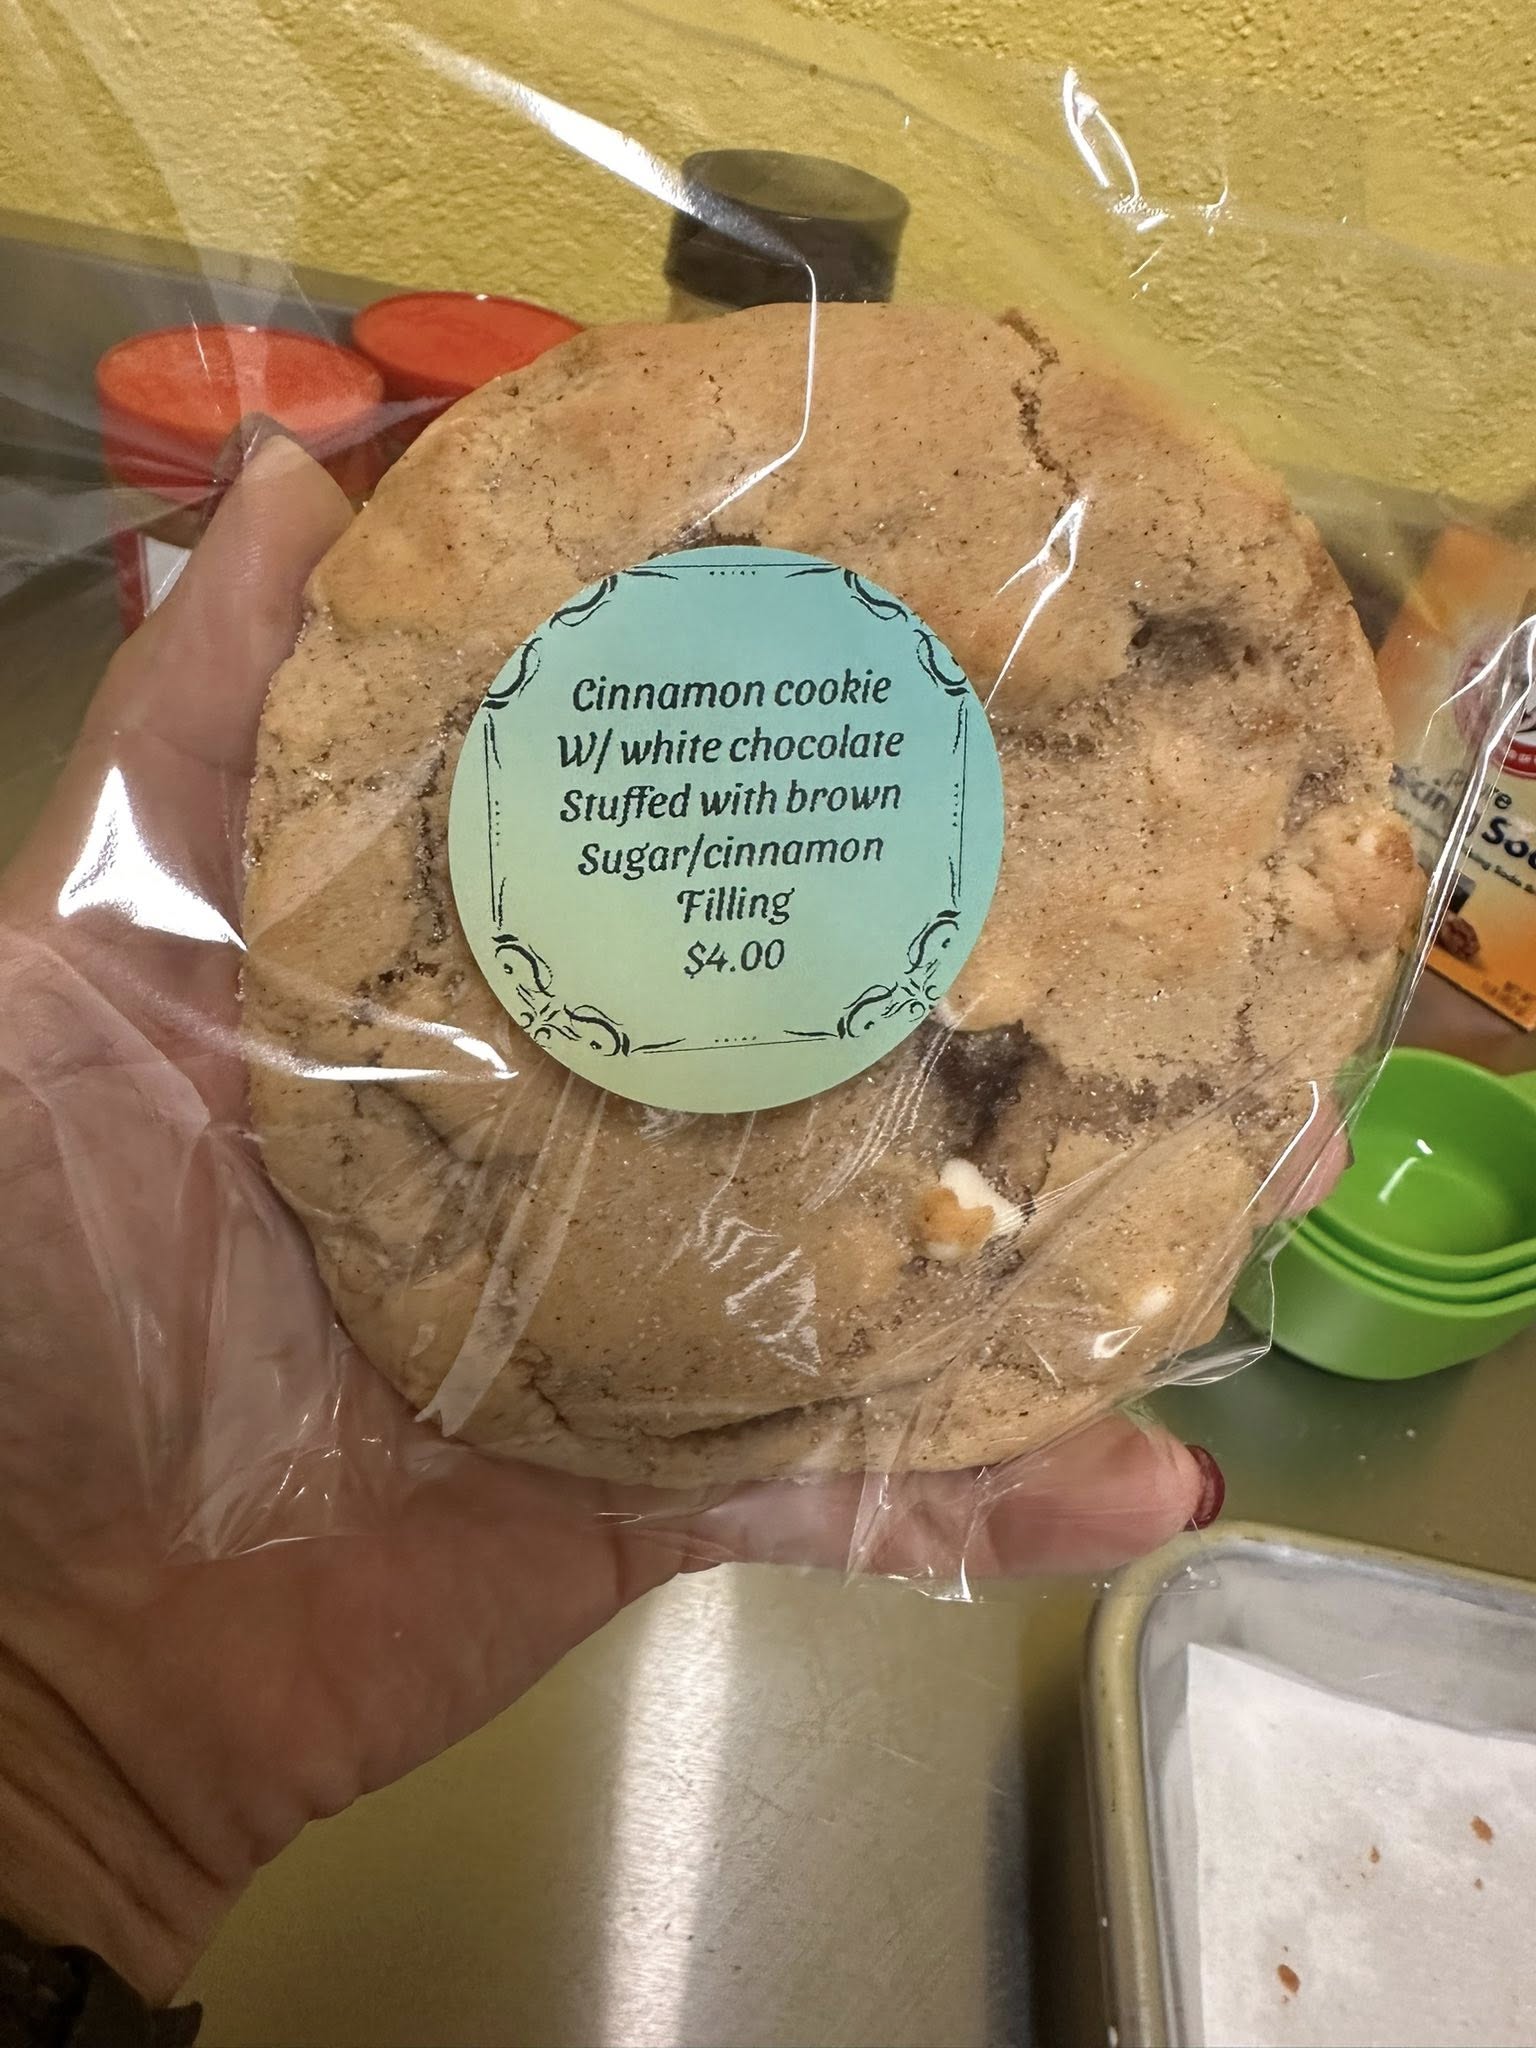 Cinnamon cookie
W/ white chocolate
Stuffed with brown
Sugar/cinnamon
Filling
$4.00